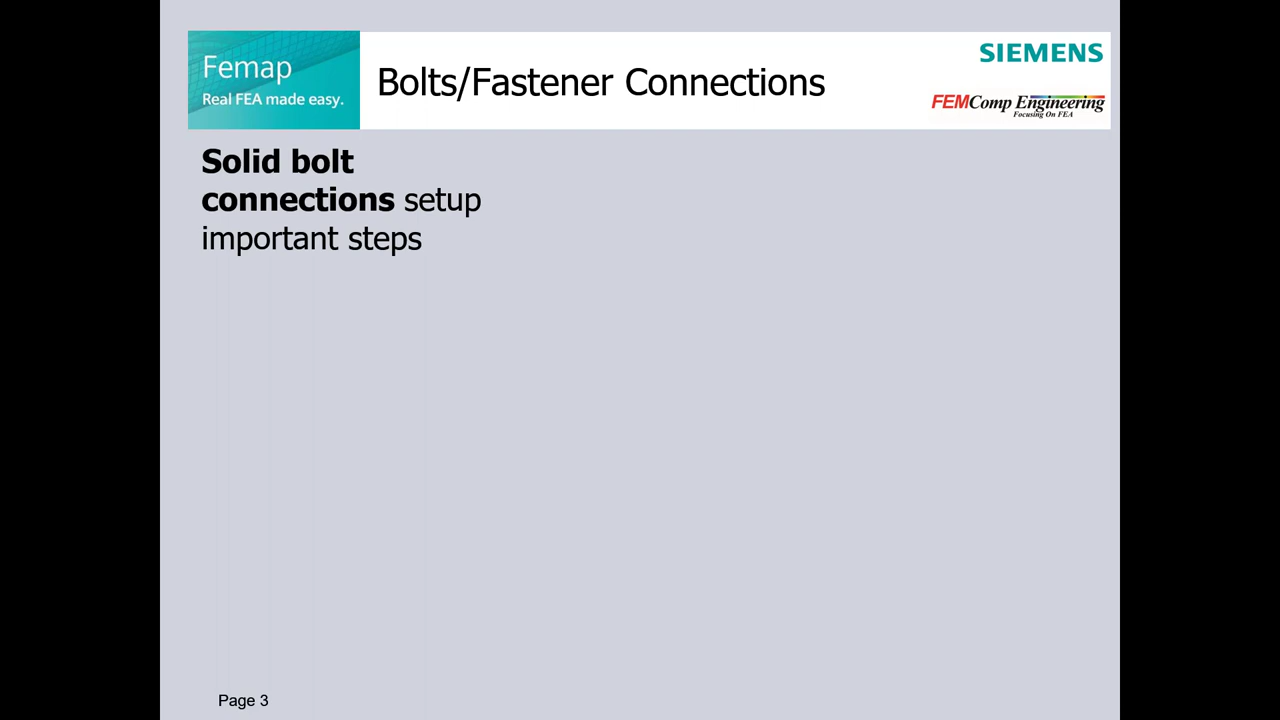 Femap
Real FEA made easy.
Bolts/Fastener Connections
SIEMENS
FEMComp Engineering
Focusing On FEA
Solid bolt
connections setup
important steps
Page 3